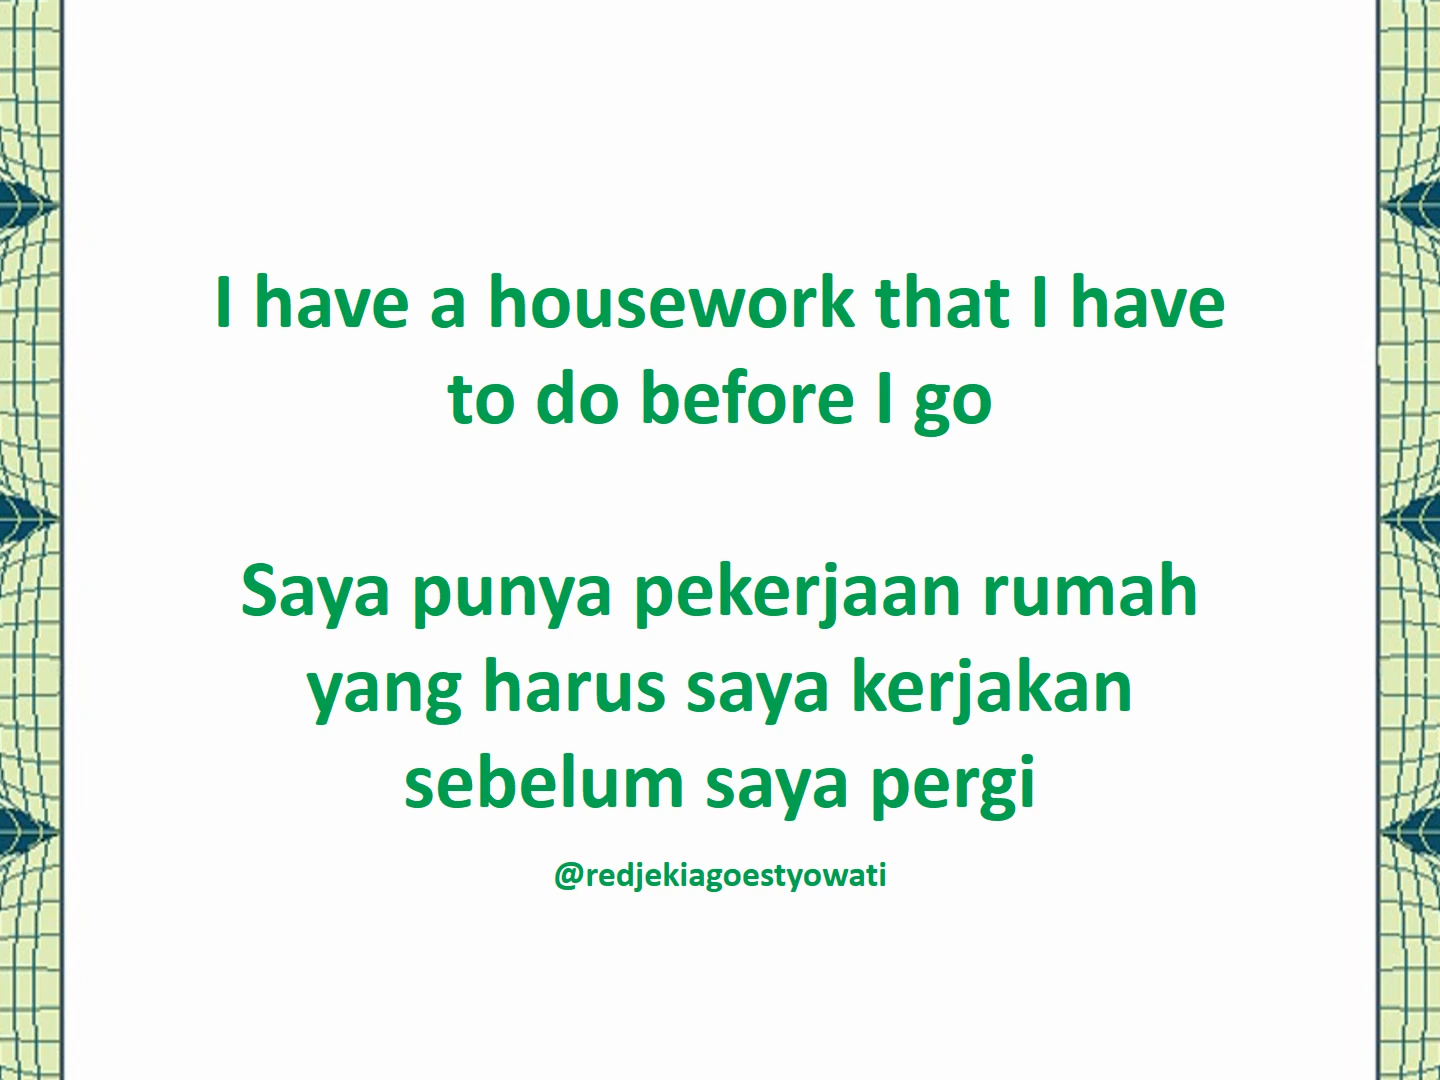 I have a housework that I have
to do before I go
Saya punya pekerjaan rumah
yang harus saya kerjakan
sebelum saya pergi
@redjekiagoestyowati